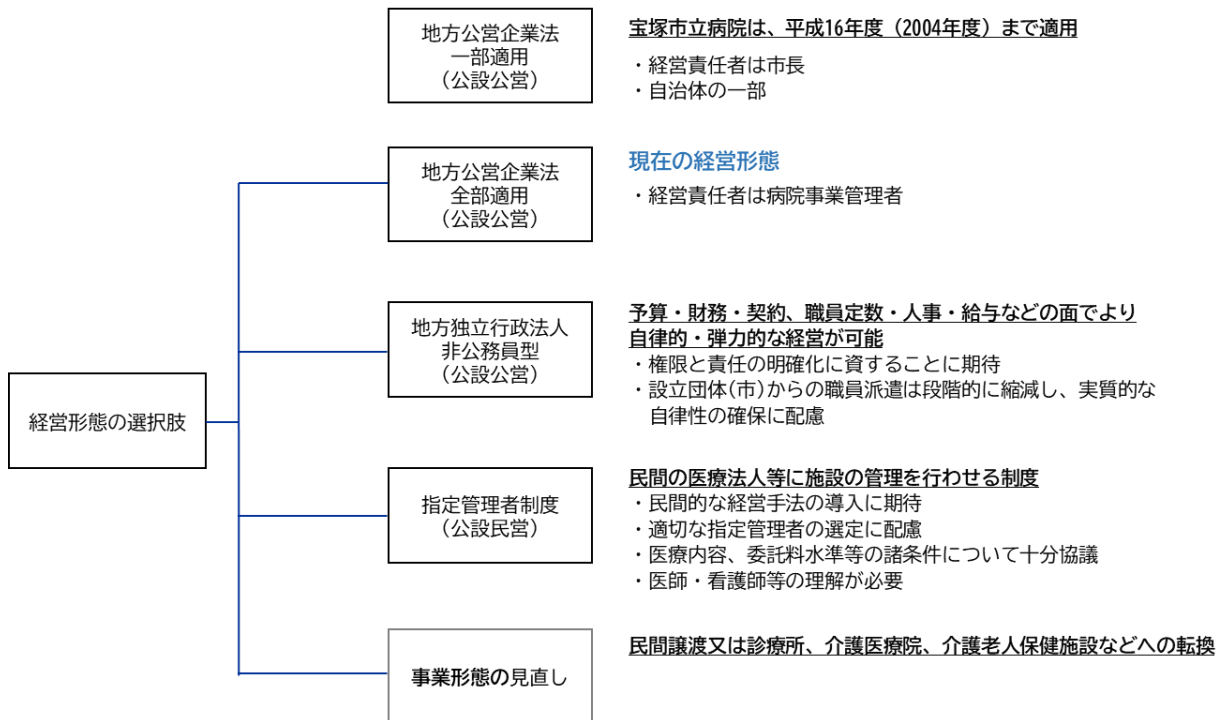 地方公営企業法
一部適用
（公設公営）
宝塚市立病院は、平成16年度（2004年度）まで適用
・経営責任者は市長
・自治体の一部
地方公営企業法
全部適用
（公設公営）
現在の経営形態
・経営責任者は病院事業管理者
地方独立行政法人
非公務員型
（公設公営）
予算・財務・契約、職員定数・人事・給与などの面でより
自律的・弾力的な経営が可能
・権限と責任の明確化に資することに期待
・設立団体(市)からの職員派遣は段階的に縮減し、実質的な
自律性の確保に配慮
経営形態の選択肢
指定管理者制度
（公設民営）
民間の医療法人等に施設の管理を行わせる制度
・民間的な経営手法の導入に期待
・適切な指定管理者の選定に配慮
・医療内容、委託料水準等の諸条件について十分協議
・医師・看護師等の理解が必要
事業形態の見直し
民間譲渡又は診療所、介護医療院、介護老人保健施設などへの転換